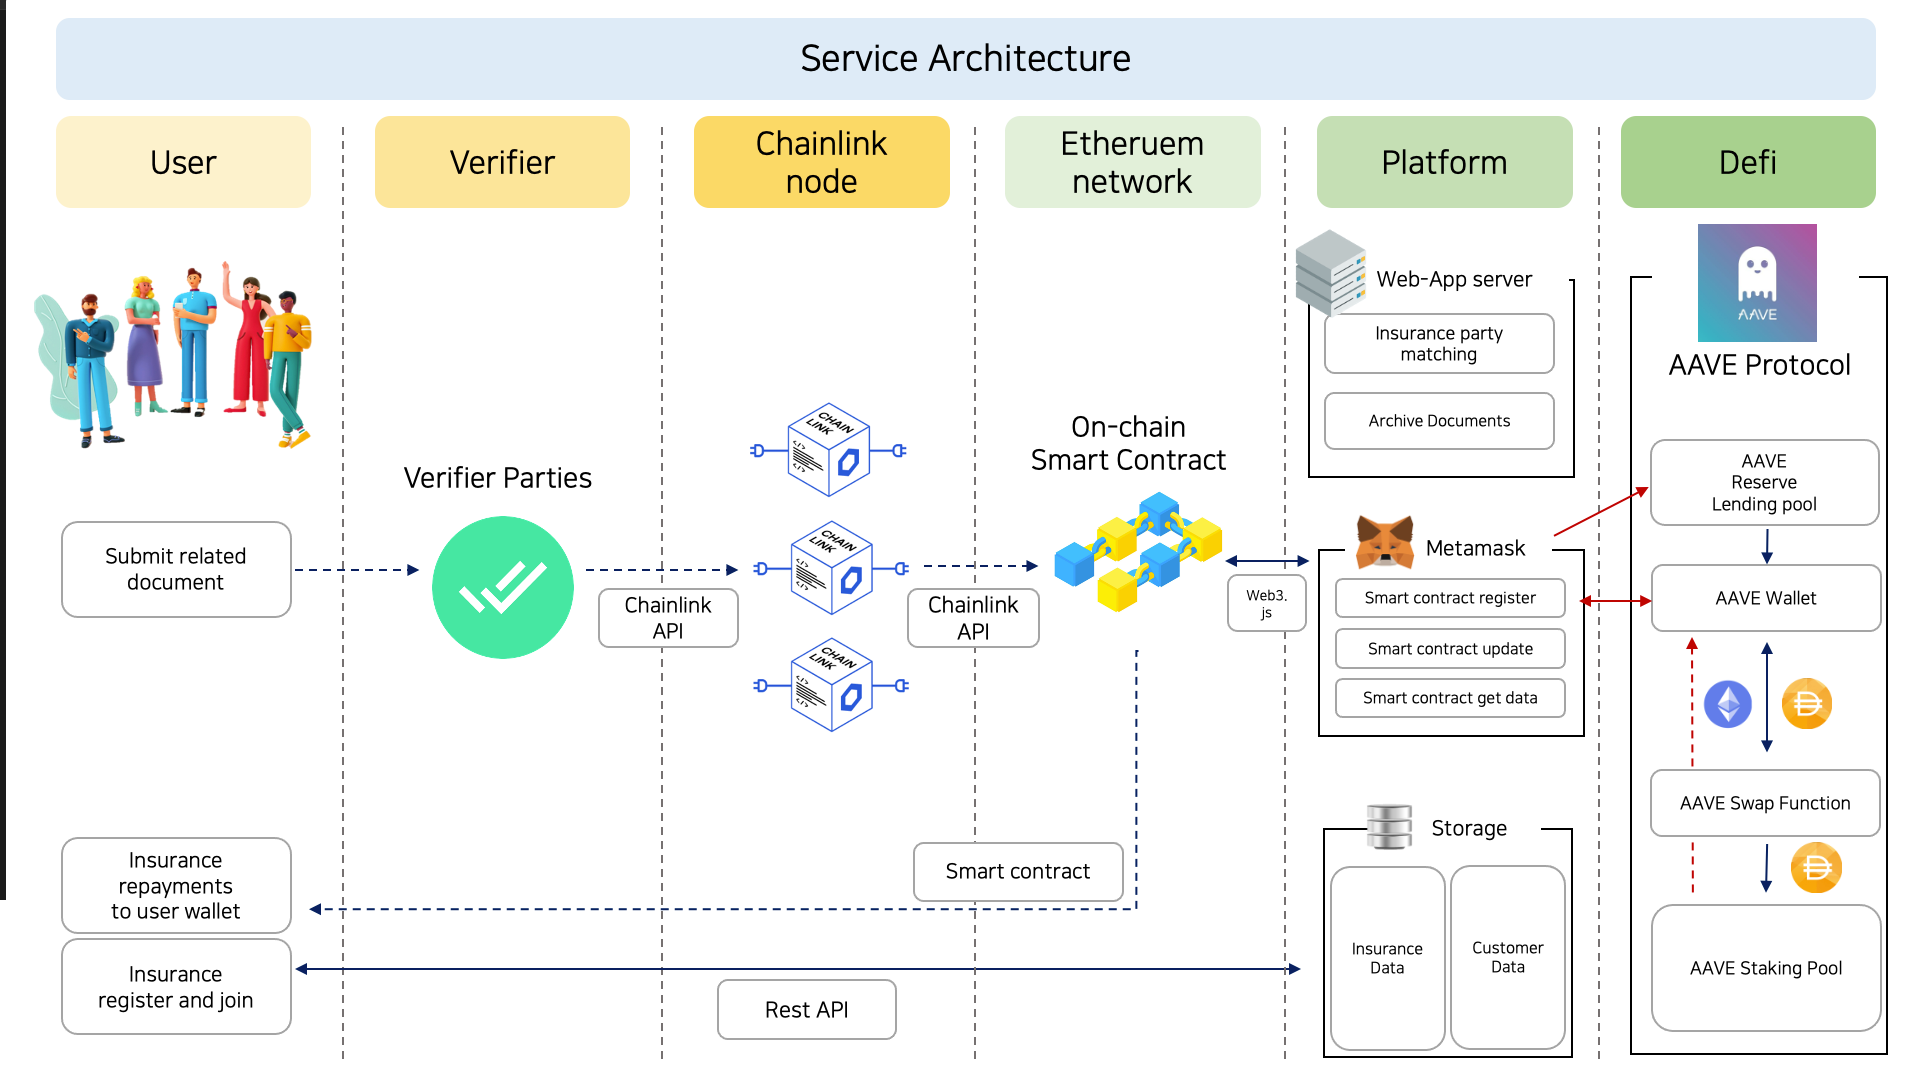 Service Architecture
User
Verifier
Chainlink
node
Etheruem
network
Platform
Defi
Submit related
document
Insurance
repayments
to user wallet
Insurance
register and join
Verifier Parties
Chainlink
API
CHAIN
LINK
</>
</>
CHAIN
LINK
</>
</>
CHAIN
LINK
</>
</>
Chainlink
API
On-chain
Smart Contract
Web3.
js
Smart contract
Rest API
Web-App server
Insurance party
matching
Archive Documents
Metamask
Smart contract register
Smart contract update
Smart contract get data
Storage
Insurance
Data
Customer
Data
AAVE
AAVE Protocol
AAVE
Reserve
Lending pool
AAVE Wallet
AAVE Swap Function
AAVE Staking Pool